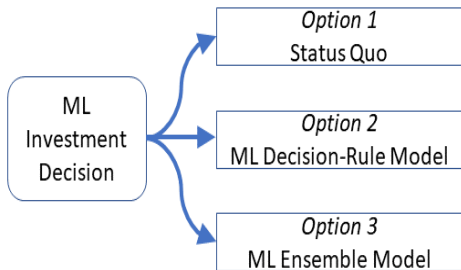 ML
Investment
Decision
Option 1
Status Quo
Option 2
ML Decision-Rule Model
Option 3
ML Ensemble Model